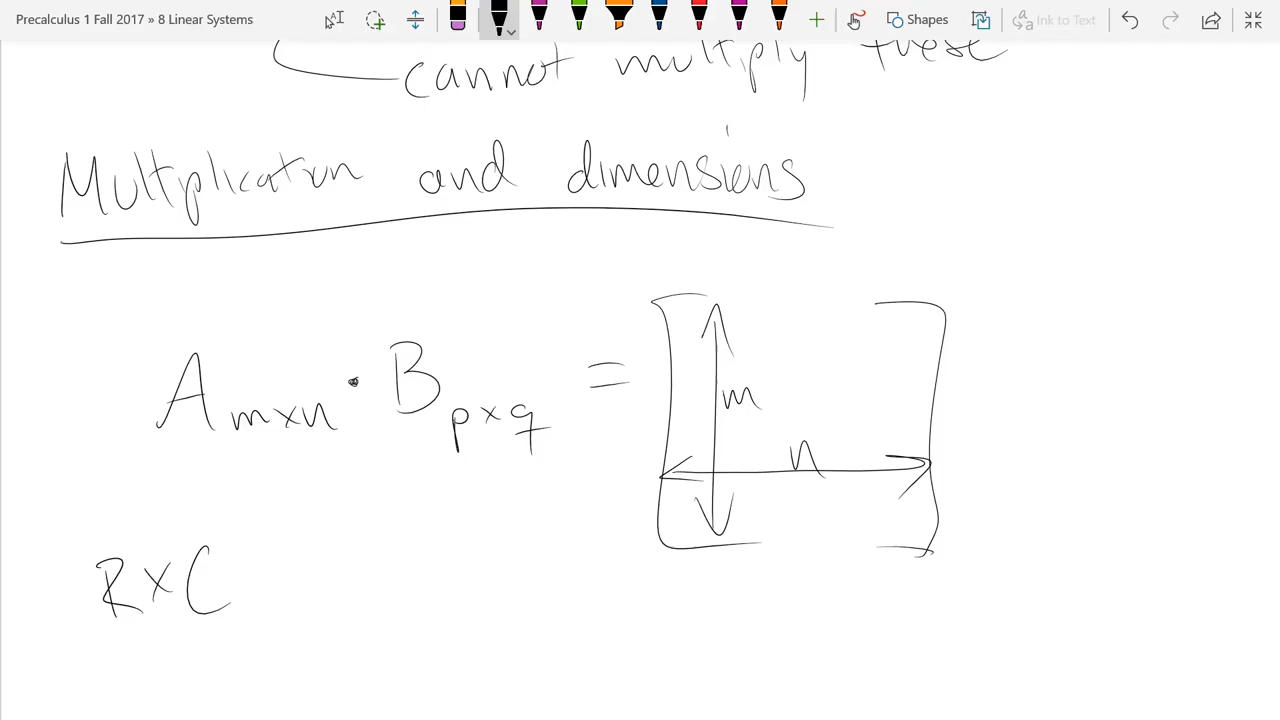 Precalculus 1 Fall 2017 » 8 Linear Systems
Shapes
Ink to Text
cannot multiply these
Multiplication and dimensions
A m×n · B p×q = [ m n ]
R×C